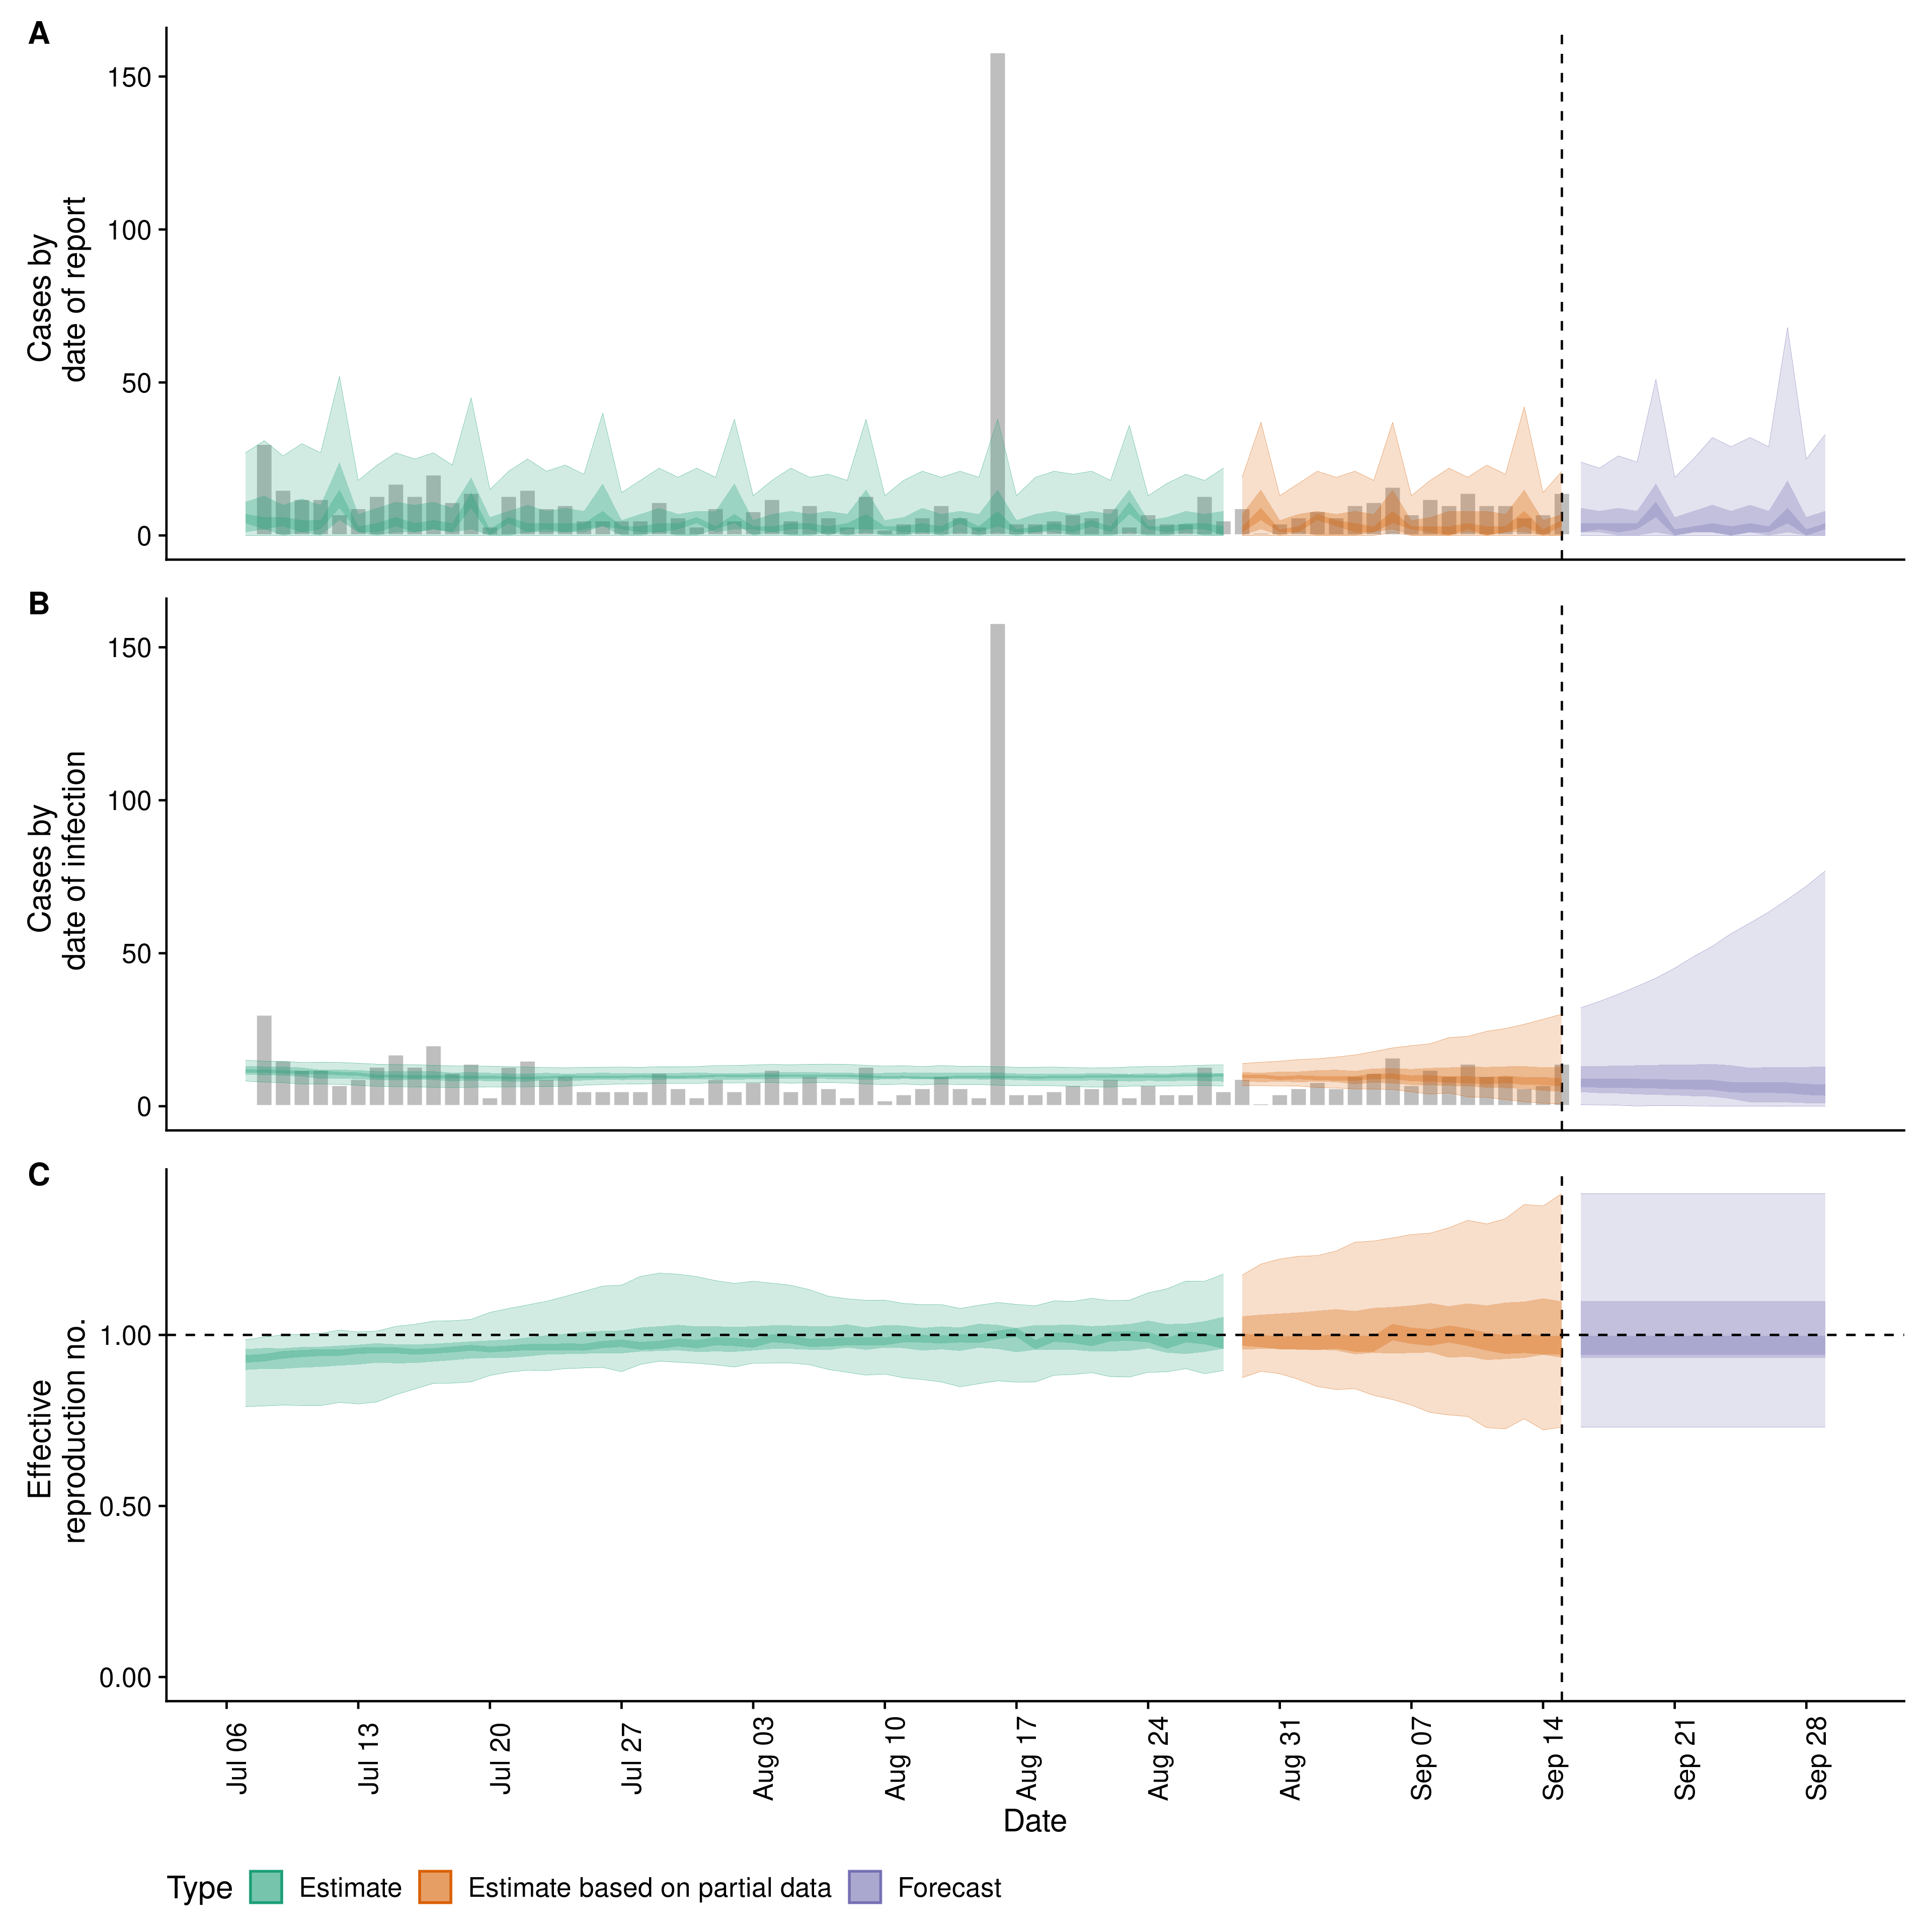 A
Cases by
date of report
150
100
50
0
B
Cases by
date of infection
150
100
50
0
C
Effective
reproduction no.
1.00
0.50
0.00
Jul 06
Jul 13
Jul 20
Jul 27
Aug 03
Aug 10
Aug 17
Aug 24
Aug 31
Sep 07
Sep 14
Sep 21
Sep 28
Date
Type Estimate Estimate based on partial data Forecast